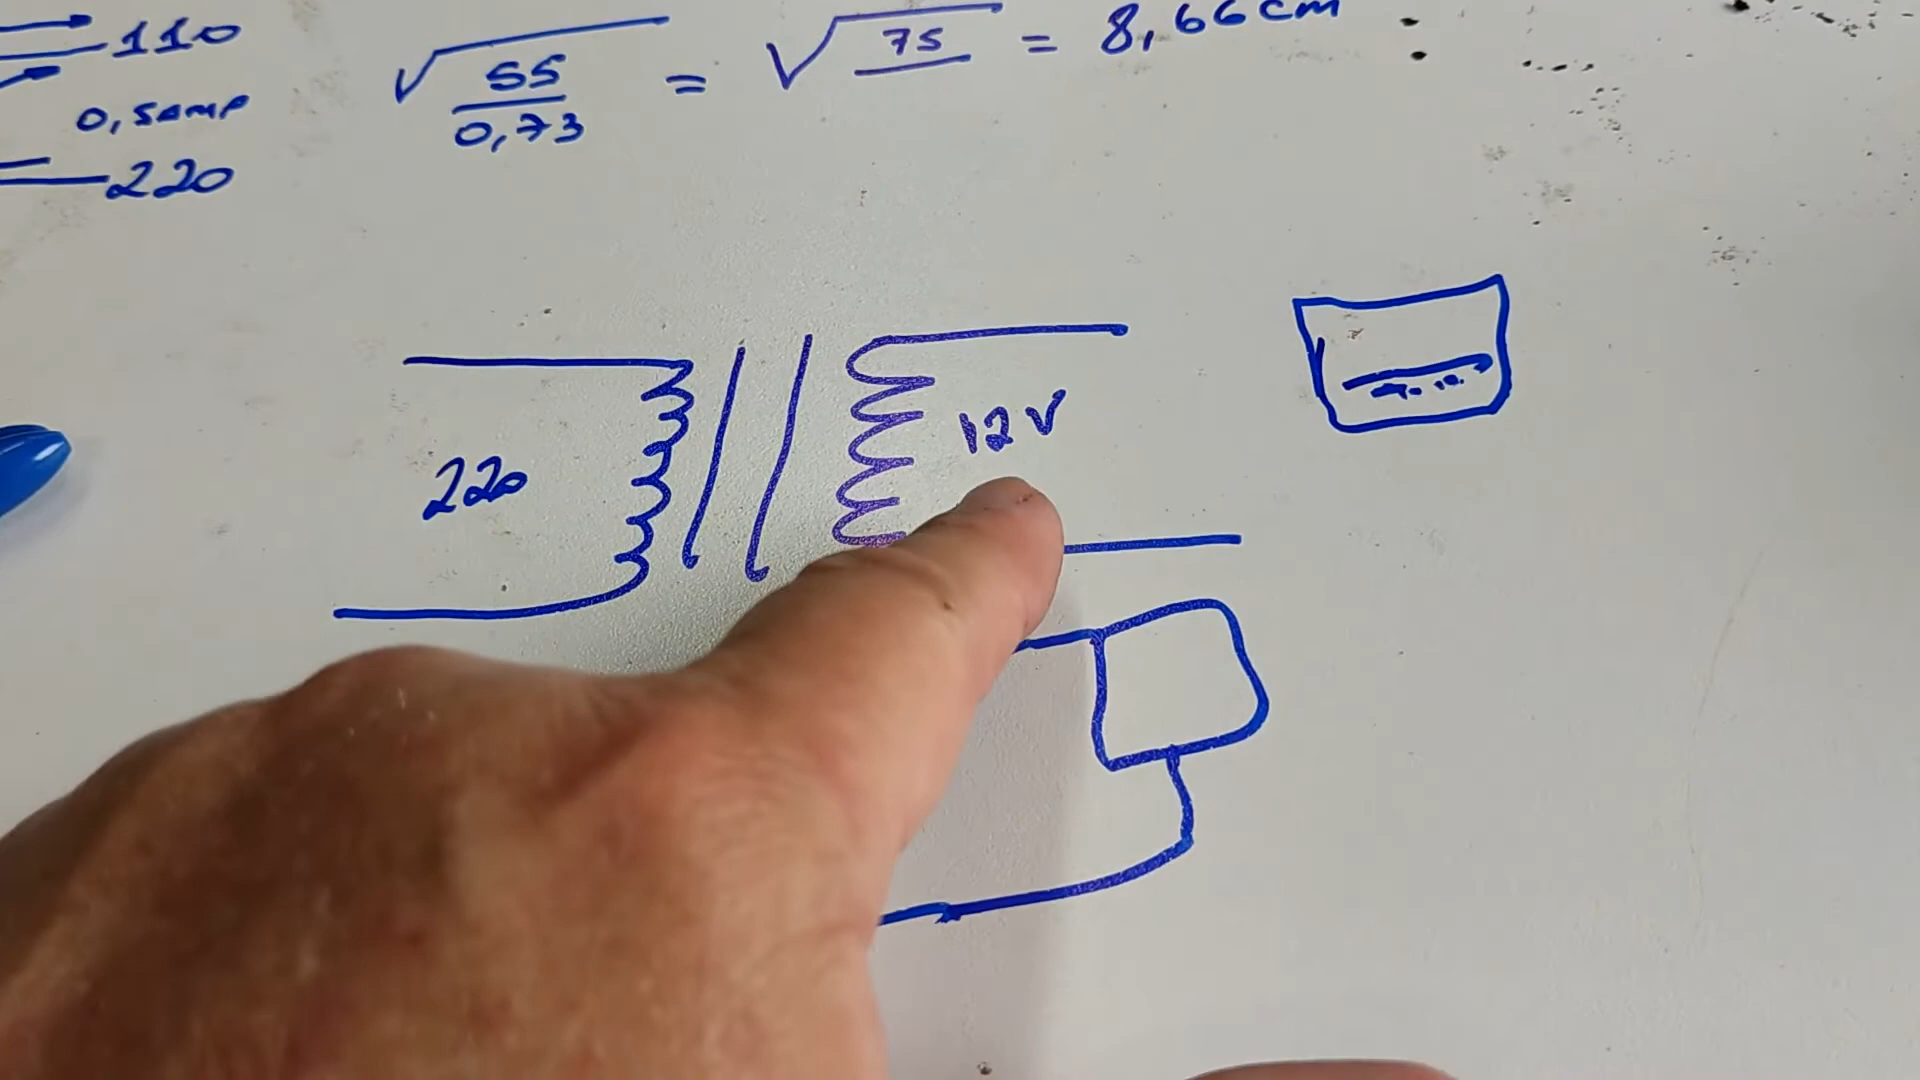 110
0,5AMP
220
√55/0,73 = √75 = 8,66cm
220
12V